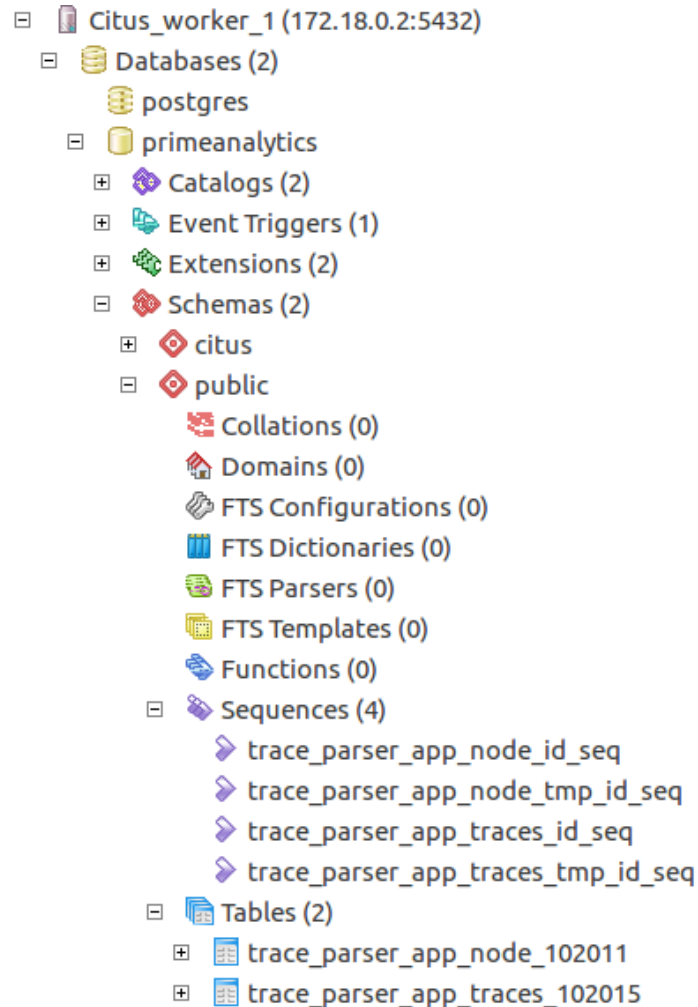 Citus_worker_1 (172.18.0.2:5432)
Databases (2)
postgres
primeanalytics
Catalogs (2)
Event Triggers (1)
Extensions (2)
Schemas (2)
citus
public
Collations (0)
Domains (0)
FTS Configurations (0)
FTS Dictionaries (0)
FTS Parsers (0)
FTS Templates (0)
Functions (0)
Sequences (4)
trace_parser_app_node_id_seq
trace_parser_app_node_tmp_id_seq
trace_parser_app_traces_id_seq
trace_parser_app_traces_tmp_id_seq
Tables (2)
trace_parser_app_node_102011
trace_parser_app_traces_102015